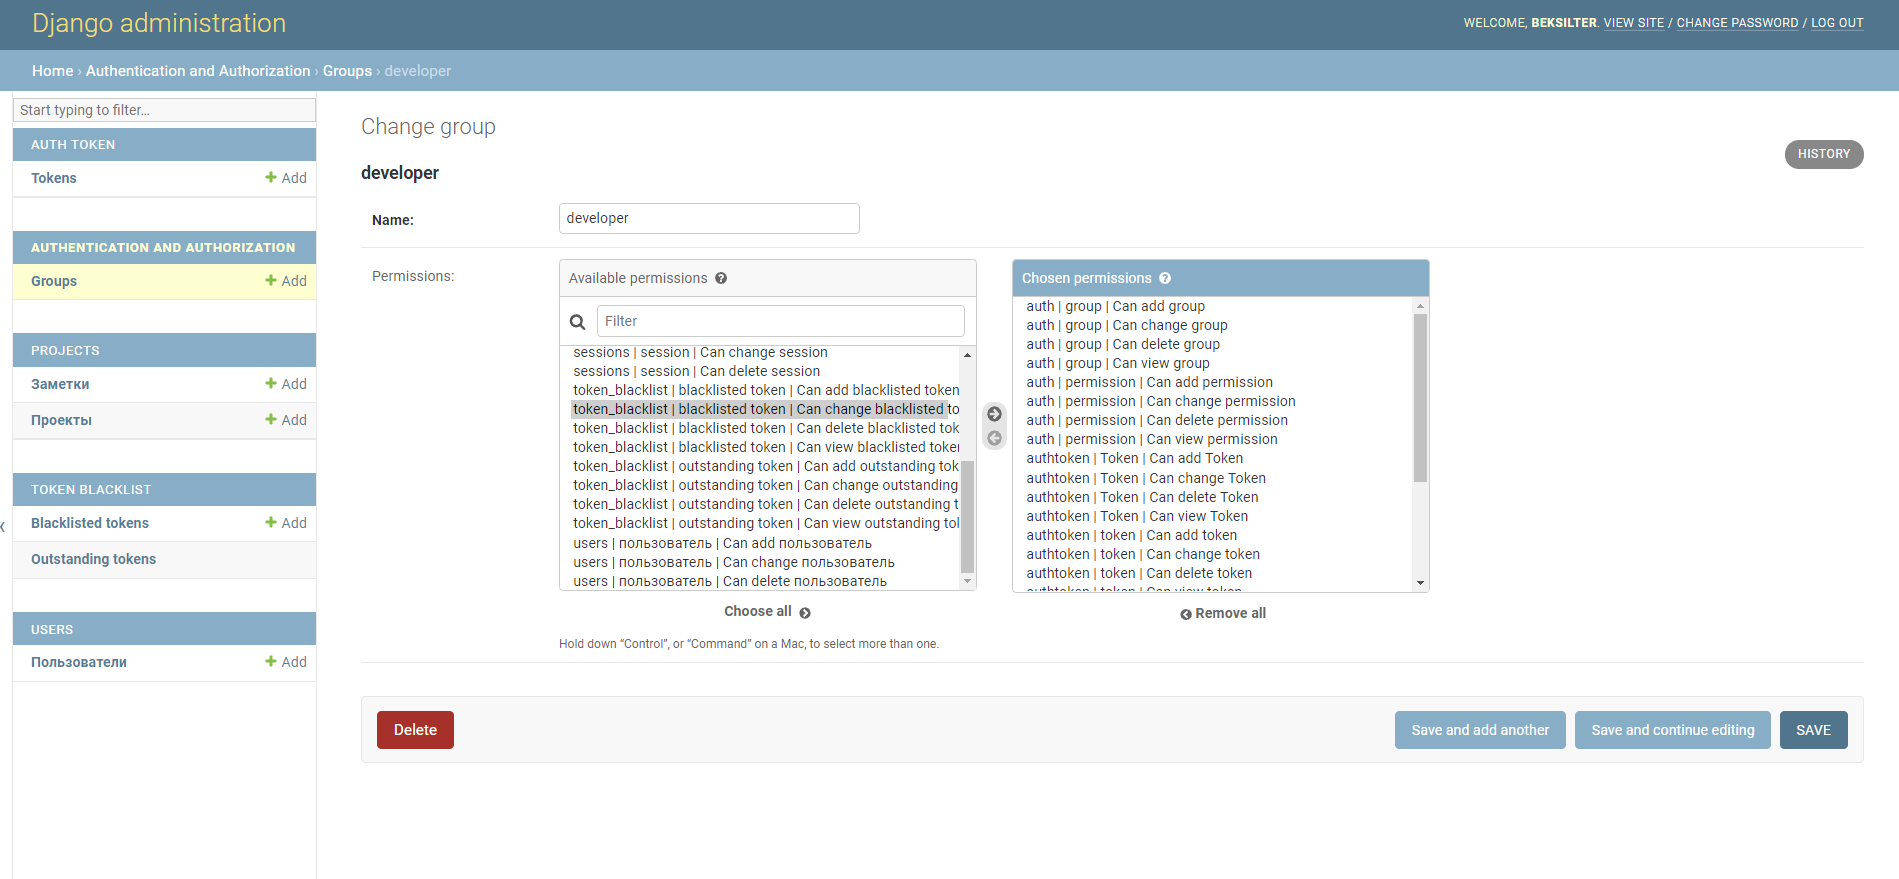 Django administration
WELCOME, BEKSILTER. VIEW SITE / CHANGE PASSWORD / LOG OUT
Home › Authentication and Authorization › Groups › developer
Start typing to filter...
AUTH TOKEN
Tokens
Add
AUTHENTICATION AND AUTHORIZATION
Groups
Add
PROJECTS
Заметки
Add
Проекты
Add
TOKEN BLACKLIST
Blacklisted tokens
Add
Outstanding tokens
USERS
Пользователи
Add
Change group
HISTORY
developer
Name:
developer
Permissions:
Available permissions
Filter
sessions | session | Can change session
sessions | session | Can delete session
token_blacklist | blacklisted token | Can add blacklisted token
token_blacklist | blacklisted token | Can change blacklisted to
token_blacklist | blacklisted token | Can delete blacklisted tok
token_blacklist | blacklisted token | Can view blacklisted token
token_blacklist | outstanding token | Can add outstanding tok
token_blacklist | outstanding token | Can change outstanding
token_blacklist | outstanding token | Can delete outstanding t
token_blacklist | outstanding token | Can view outstanding tok
users | пользователь | Can add пользователь
users | пользователь | Can change пользователь
users | пользователь | Can delete пользователь
Choose all
Hold down “Control”, or “Command” on a Mac, to select more than one.
Chosen permissions
auth | group | Can add group
auth | group | Can change group
auth | group | Can delete group
auth | group | Can view group
auth | permission | Can add permission
auth | permission | Can change permission
auth | permission | Can delete permission
auth | permission | Can view permission
authtoken | Token | Can add Token
authtoken | Token | Can change Token
authtoken | Token | Can delete Token
authtoken | Token | Can view Token
authtoken | token | Can add token
authtoken | token | Can change token
authtoken | token | Can delete token
authtoken | token | Can view token
Remove all
Delete
Save and add another
Save and continue editing
SAVE